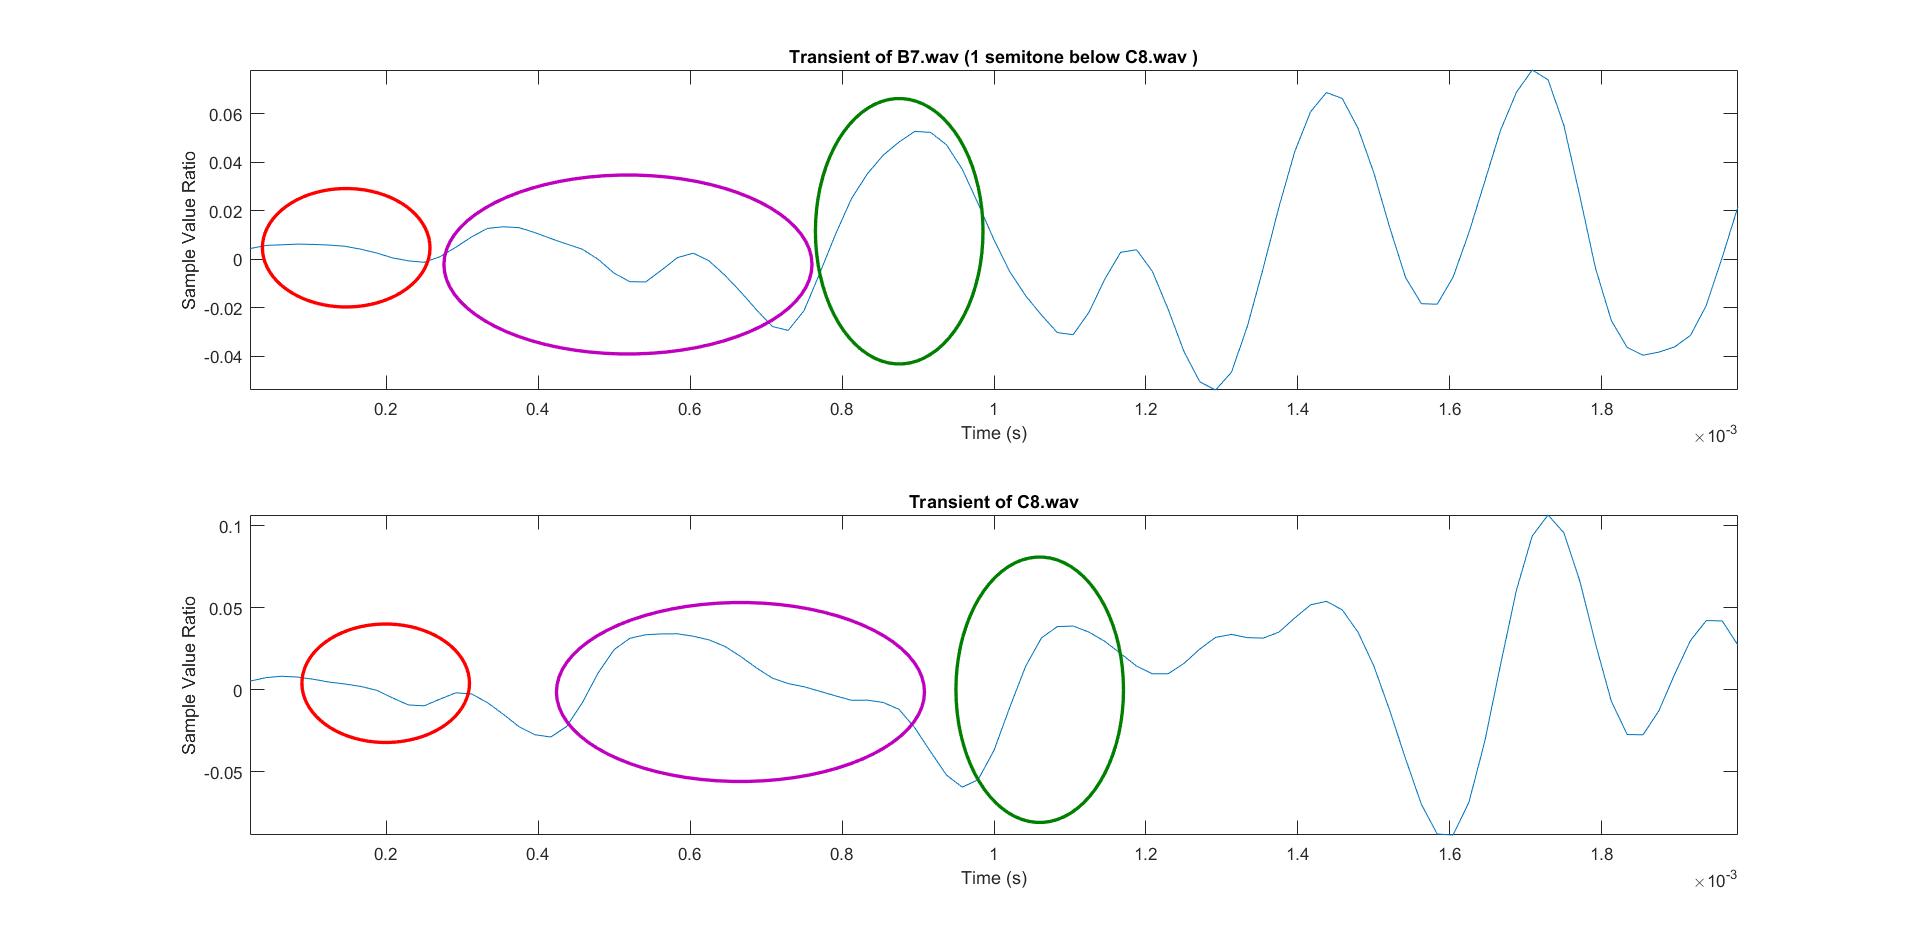 Transient of B7.wav (1 semitone below C8.wav )
Sample Value Ratio
0.06
0.04
0.02
0
-0.02
-0.04
0.2 0.4 0.6 0.8 1 1.2 1.4 1.6 1.8
Time (s)
×10-3
Transient of C8.wav
Sample Value Ratio
0.1
0.05
0
-0.05
0.2 0.4 0.6 0.8 1 1.2 1.4 1.6 1.8
Time (s)
×10-3